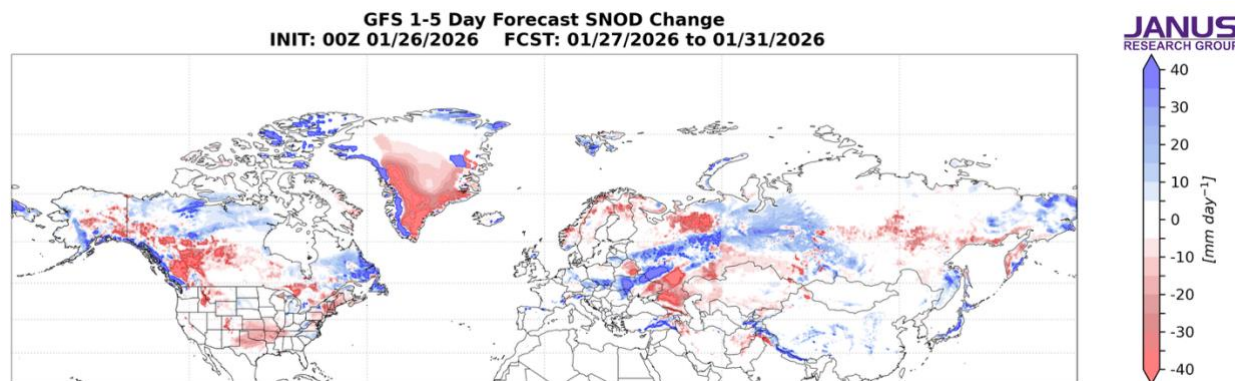 GFS 1-5 Day Forecast SNOD Change
INIT: 00Z 01/26/2026 FCST: 01/27/2026 to 01/31/2026
JANUS
RESEARCH GROUP
40
30
20
10
0
-10
-20
-30
-40
[mm day⁻¹]